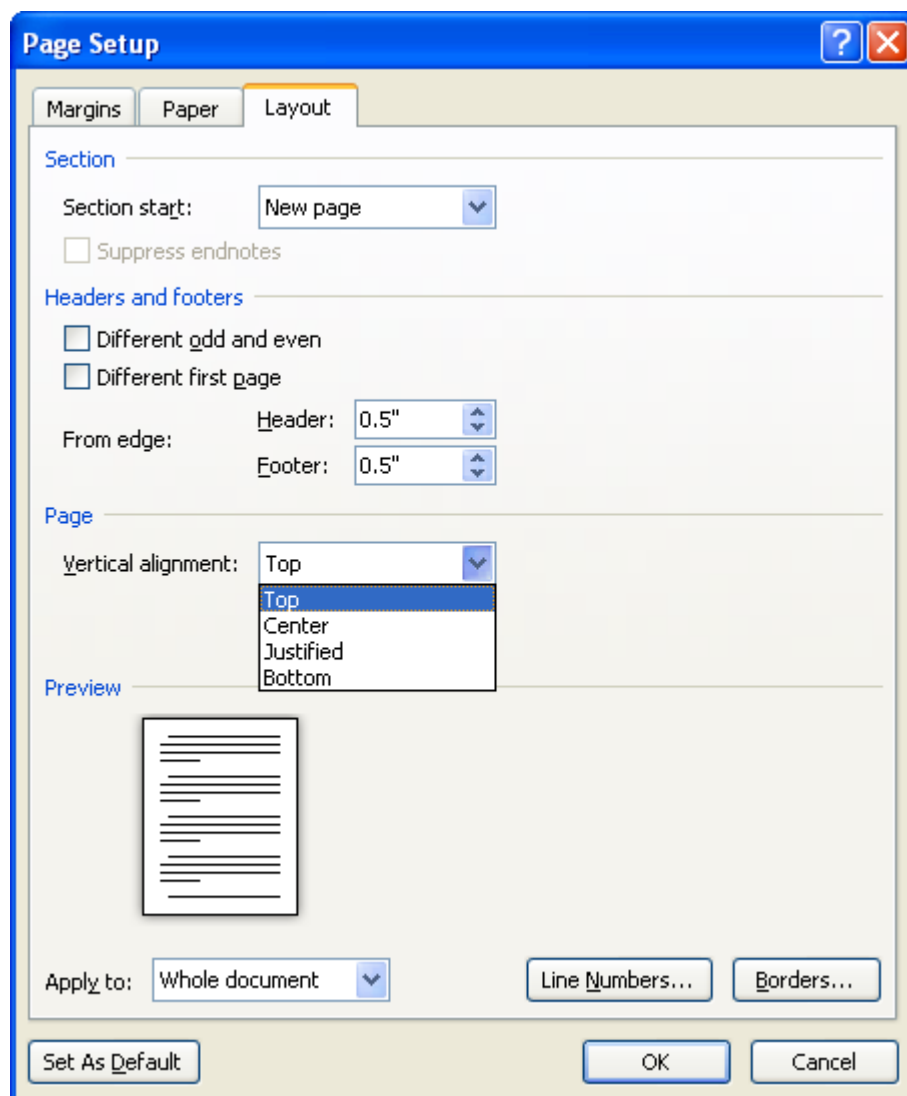 Page Setup
Margins Paper Layout
Section
Section start: New page
Suppress endnotes
Headers and footers
Different odd and even
Different first page
From edge:
Header: 0.5"
Footer: 0.5"
Page
Vertical alignment: Top
Top
Center
Justified
Bottom
Preview
Apply to: Whole document Line Numbers... Borders...
Set As Default OK Cancel